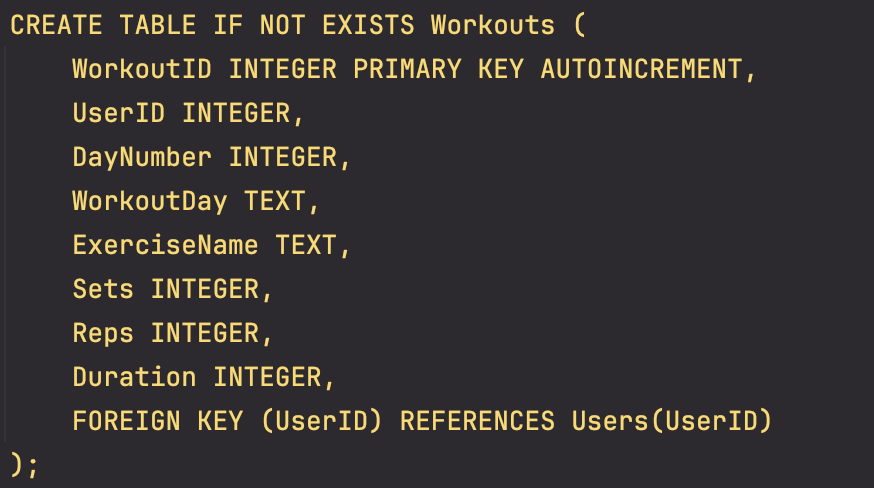 CREATE TABLE IF NOT EXISTS Workouts (
    WorkoutID INTEGER PRIMARY KEY AUTOINCREMENT,
    UserID INTEGER,
    DayNumber INTEGER,
    WorkoutDay TEXT,
    ExerciseName TEXT,
    Sets INTEGER,
    Reps INTEGER,
    Duration INTEGER,
    FOREIGN KEY (UserID) REFERENCES Users(UserID)
);